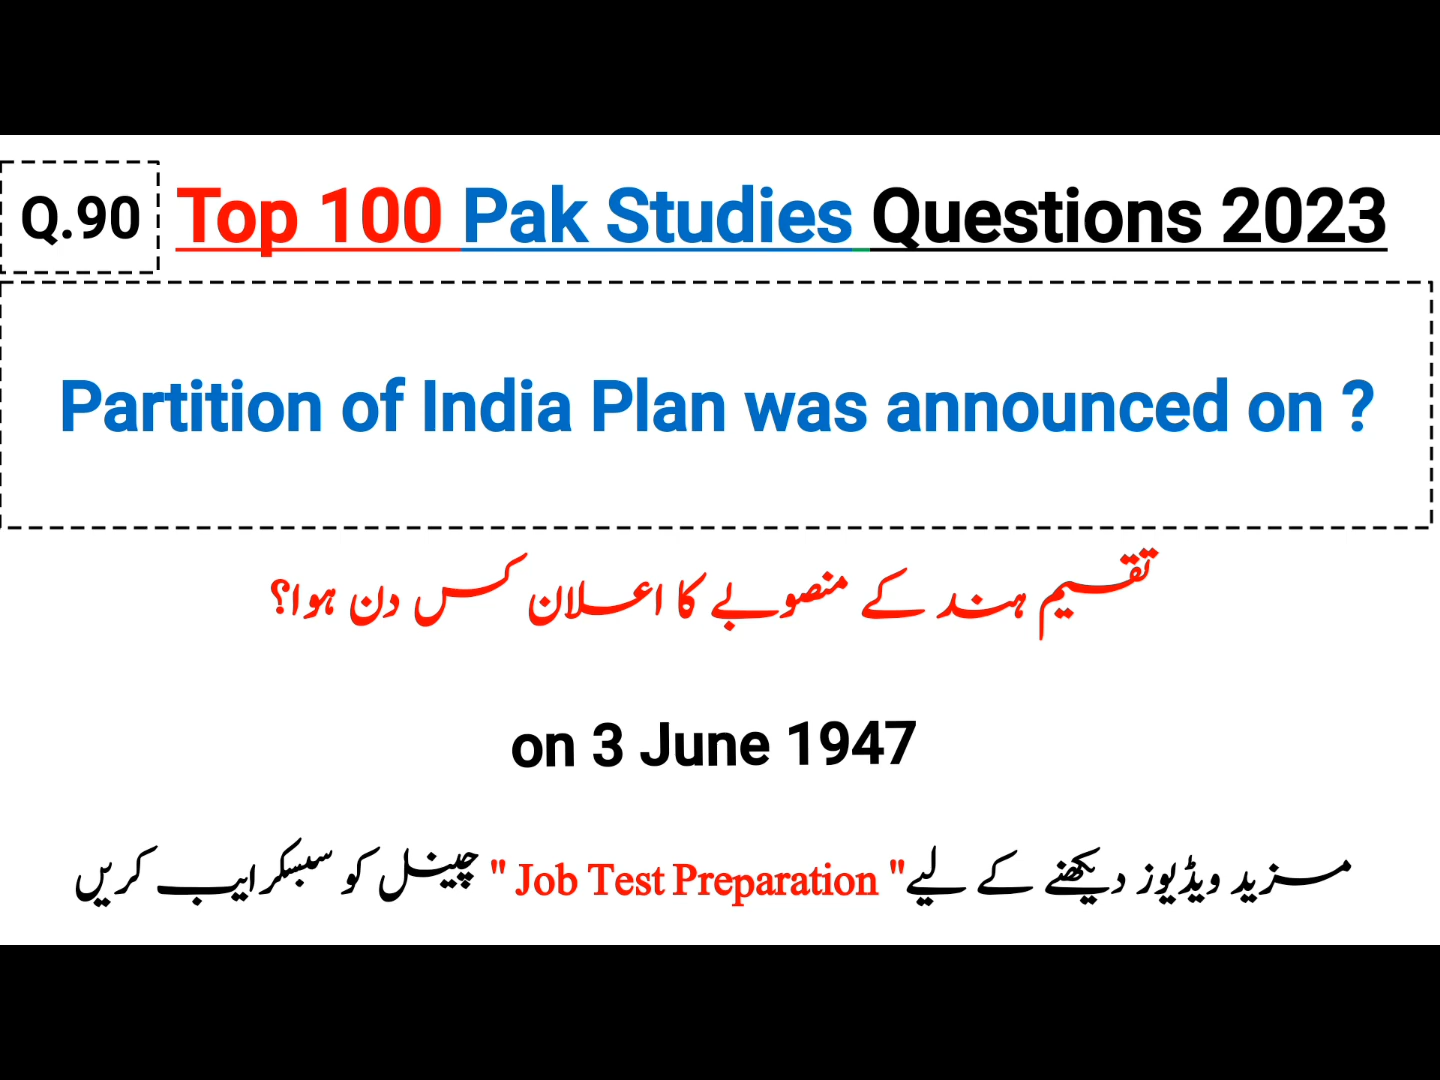 Q.90
Top 100 Pak Studies Questions 2023
Partition of India Plan was announced on ?
تقسیم ہند کے منصوبے کا اعلان کس دن ہوا؟
on 3 June 1947
مزید ویڈیوز دیکھنے کے لیے " Job Test Preparation " چینل کو سبسکرایب کریں